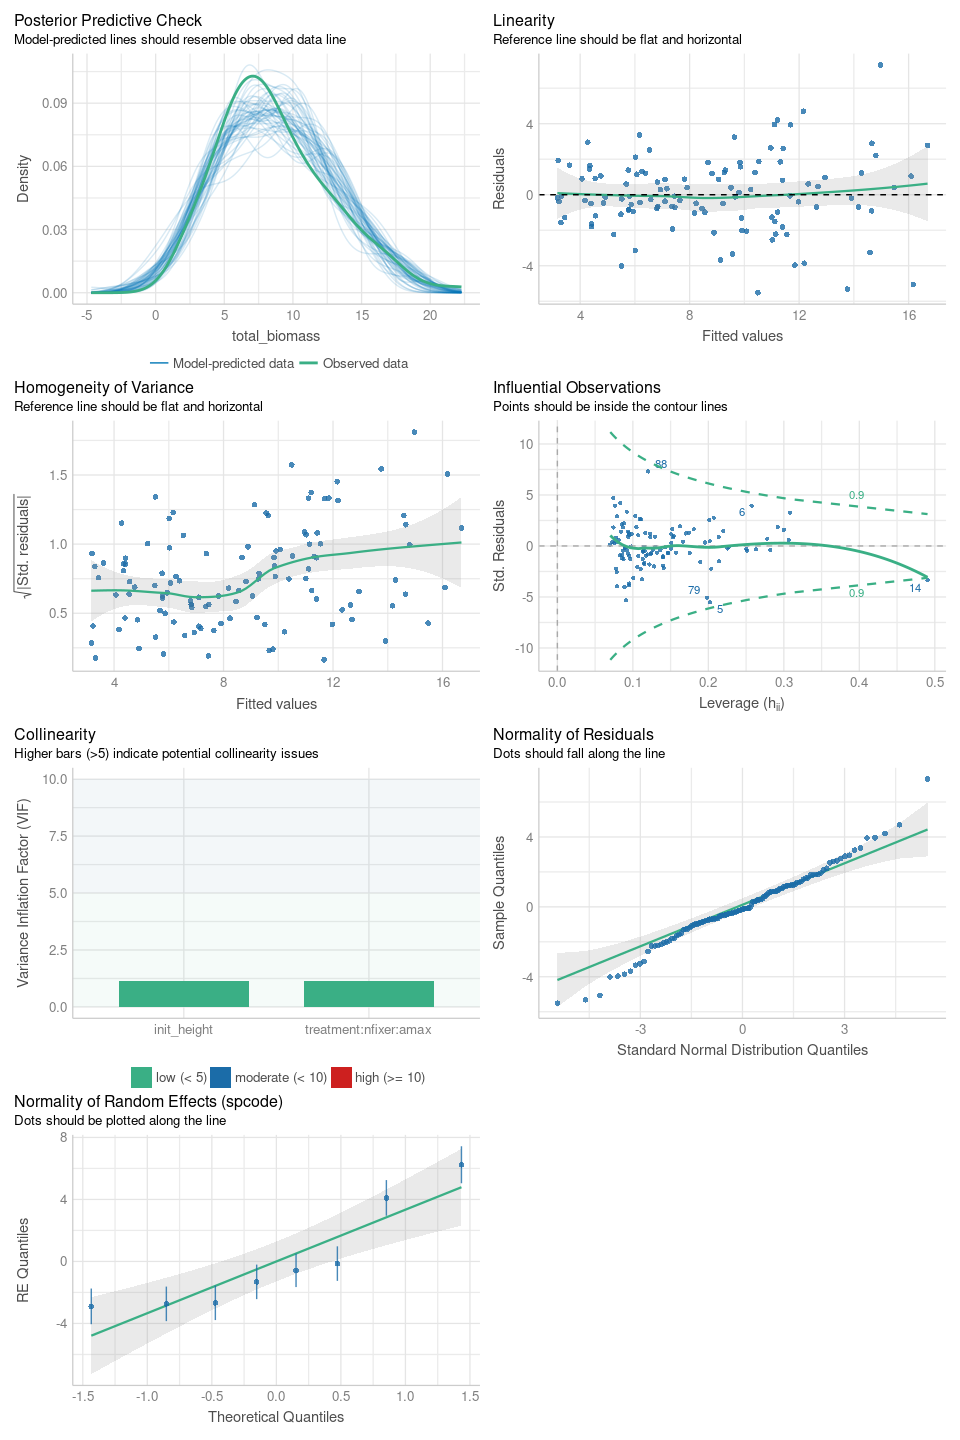 Posterior Predictive Check
Model-predicted lines should resemble observed data line
Density
0.09
0.06
0.03
0.00
-5 0 5 10 15 20
total_biomass
Model-predicted data Observed data
Linearity
Reference line should be flat and horizontal
Residuals
4
0
-4
4 8 12 16
Fitted values
Homogeneity of Variance
Reference line should be flat and horizontal
√|Std. residuals|
1.5
1.0
0.5
4 8 12 16
Fitted values
Influential Observations
Points should be inside the contour lines
Std. Residuals
10
5
0
-5
-10
88
0.9
6
79
5
0.9
14
0.0 0.1 0.2 0.3 0.4 0.5
Leverage (hii)
Collinearity
Higher bars (>5) indicate potential collinearity issues
Variance Inflation Factor (VIF)
10.0
7.5
5.0
2.5
0.0
init_height treatment:nfixer:amax
low (< 5) moderate (< 10) high (>= 10)
Normality of Residuals
Dots should fall along the line
Sample Quantiles
4
0
-4
-3 0 3
Standard Normal Distribution Quantiles
Normality of Random Effects (spcode)
Dots should be plotted along the line
RE Quantiles
8
4
0
-4
-1.5 -1.0 -0.5 0.0 0.5 1.0 1.5
Theoretical Quantiles